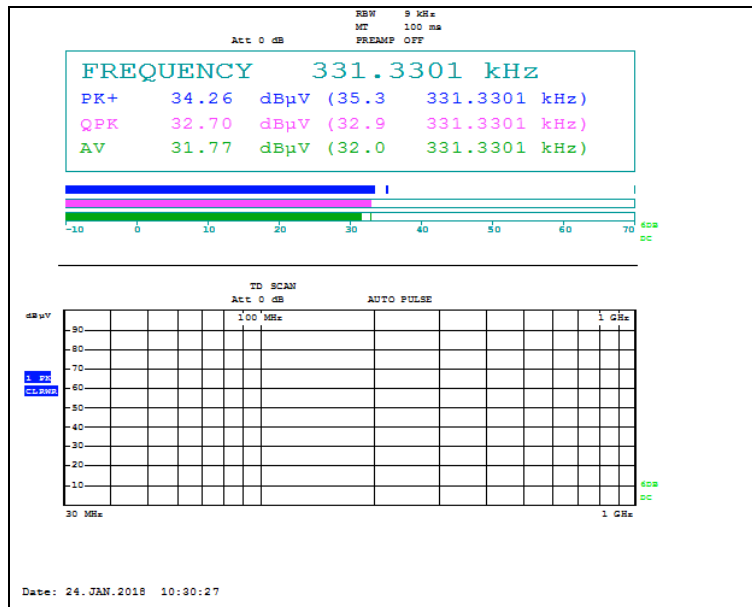 RBW 9 kHz
MT 100 ms
Att 0 dB PREAMP OFF
FREQUENCY 331.3301 kHz
PK+ 34.26 dBµV (35.3 331.3301 kHz)
QPK 32.70 dBµV (32.9 331.3301 kHz)
AV 31.77 dBµV (32.0 331.3301 kHz)
-10 0 10 20 30 40 50 60 70
6DB
DC
TD SCAN
Att 0 dB AUTO PULSE
dBµV 100 MHz 1 GHz
90
80
70
1 PK
CLRWR
60
50
40
30
20
10
6DB
DC
30 MHz 1 GHz
Date: 24.JAN.2018 10:30:27